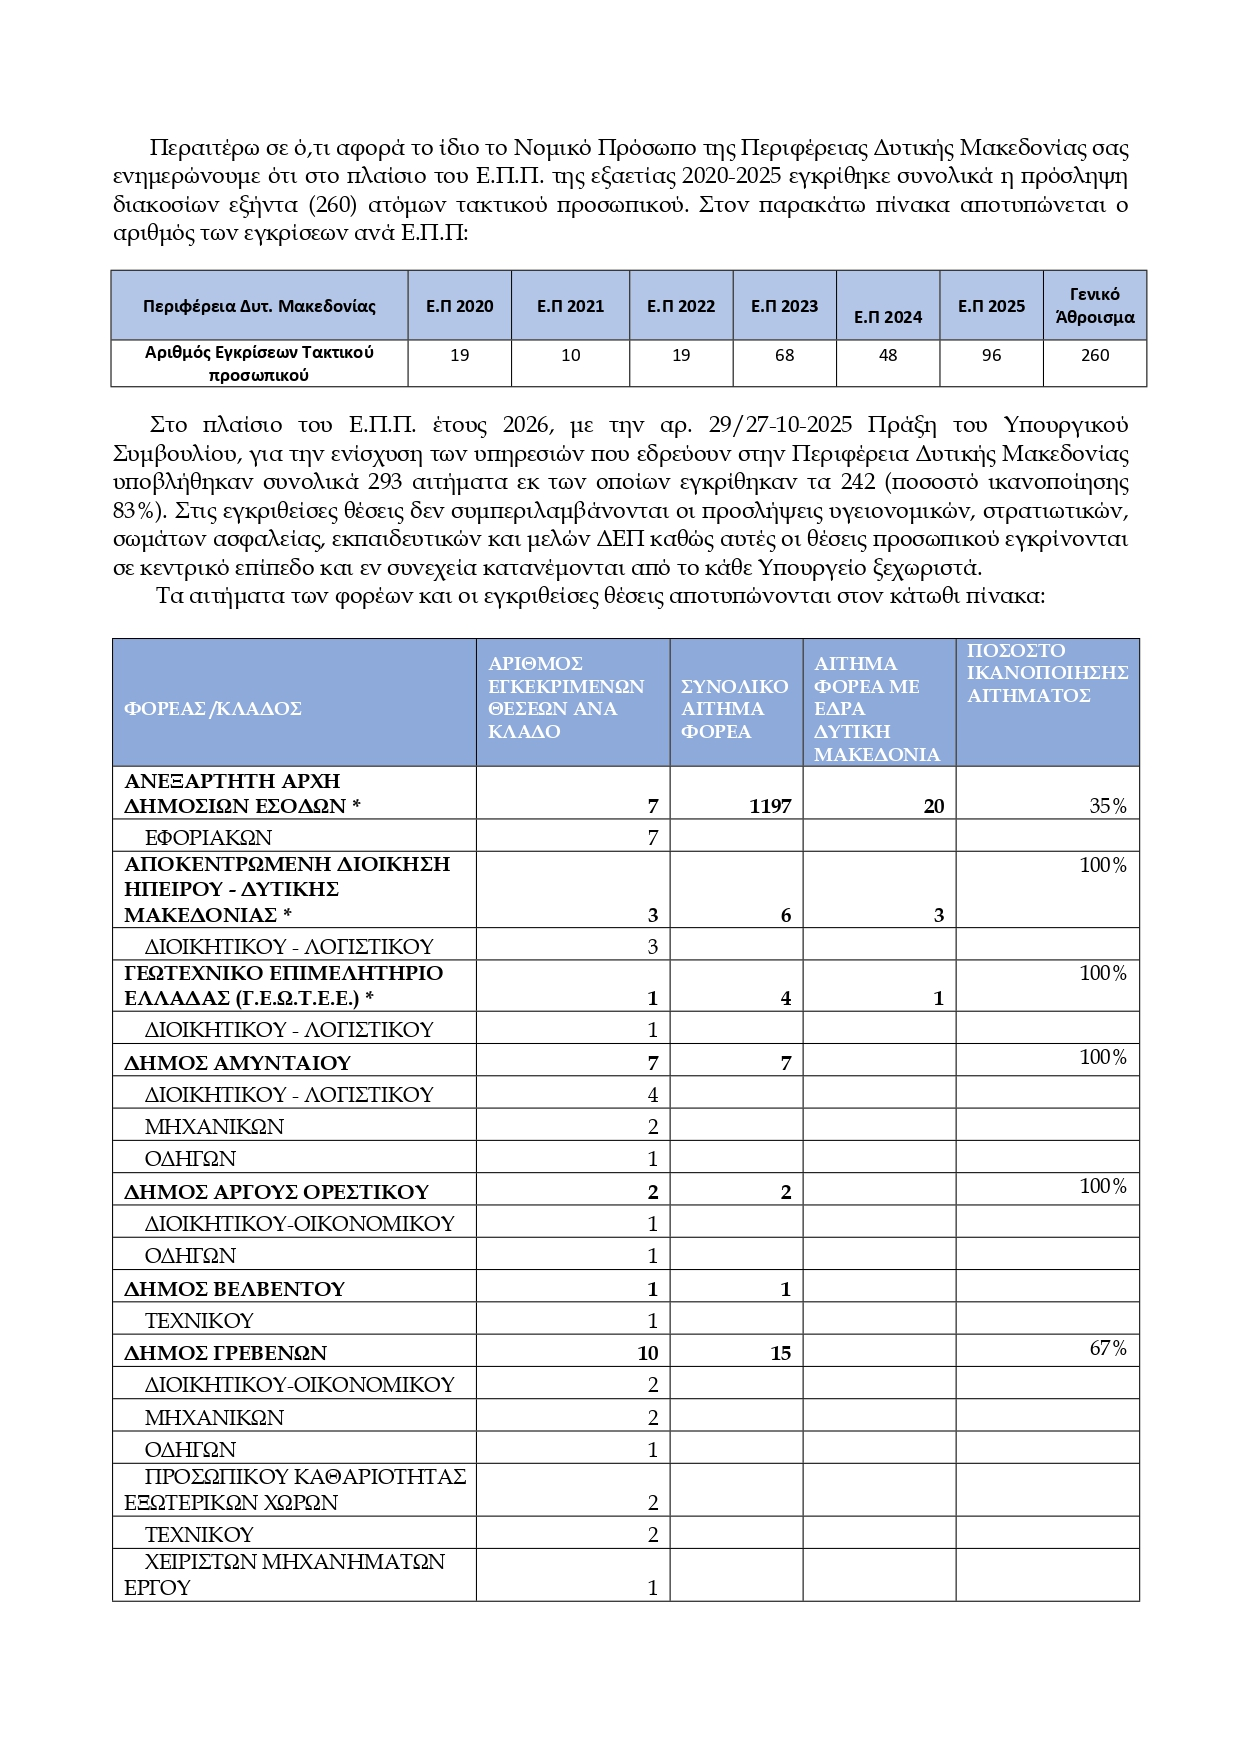 Περαιτέρω σε ό,τι αφορά το ίδιο το Νομικό Πρόσωπο της Περιφέρειας Δυτικής Μακεδονίας σας
ενημερώνουμε ότι στο πλαίσιο του Ε.Π.Π. της εξαετίας 2020-2025 εγκρίθηκε συνολικά η πρόσληψη
διακοσίων εξήντα (260) ατόμων τακτικού προσωπικού. Στον παρακάτω πίνακα αποτυπώνεται ο
αριθμός των εγκρίσεων ανά Ε.Π.Π:
Περιφέρεια Δυτ. Μακεδονίας Ε.Π 2020 Ε.Π 2021 Ε.Π 2022 Ε.Π 2023 Ε.Π 2024 Ε.Π 2025 Γενικό
Άθροισμα
Αριθμός Εγκρίσεων Τακτικού
προσωπικού 19 10 19 68 48 96 260
Στο πλαίσιο του Ε.Π.Π. έτους 2026, με την αρ. 29/27-10-2025 Πράξη του Υπουργικού
Συμβουλίου, για την ενίσχυση των υπηρεσιών που εδρεύουν στην Περιφέρεια Δυτικής Μακεδονίας
υποβλήθηκαν συνολικά 293 αιτήματα εκ των οποίων εγκρίθηκαν τα 242 (ποσοστό ικανοποίησης
83%). Στις εγκριθείσες θέσεις δεν συμπεριλαμβάνονται οι προσλήψεις υγειονομικών, στρατιωτικών,
σωμάτων ασφαλείας, εκπαιδευτικών και μελών ΔΕΠ καθώς αυτές οι θέσεις προσωπικού εγκρίνονται
σε κεντρικό επίπεδο και εν συνεχεία κατανέμονται από το κάθε Υπουργείο ξεχωριστά.
Τα αιτήματα των φορέων και οι εγκριθείσες θέσεις αποτυπώνονται στον κάτωθι πίνακα:
ΦΟΡΕΑΣ /ΚΛΑΔΟΣ
ΑΡΙΘΜΟΣ
ΕΓΚΕΚΡΙΜΕΝΩΝ
ΘΕΣΕΩΝ ΑΝΑ
ΚΛΑΔΟ
ΣΥΝΟΛΙΚΟ
ΑΙΤΗΜΑ
ΦΟΡΕΑ
ΑΙΤΗΜΑ
ΦΟΡΕΑ ΜΕ
ΕΔΡΑ
ΔΥΤΙΚΗ
ΜΑΚΕΔΟΝΙΑ
ΠΟΣΟΣΤΟ
ΙΚΑΝΟΠΟΙΗΣΗΣ
ΑΙΤΗΜΑΤΟΣ
ΑΝΕΞΑΡΤΗΤΗ ΑΡΧΗ
ΔΗΜΟΣΙΩΝ ΕΣΟΔΩΝ * 7 1197 20 35%
ΕΦΟΡΙΑΚΩΝ 7
ΑΠΟΚΕΝΤΡΩΜΕΝΗ ΔΙΟΙΚΗΣΗ
ΗΠΕΙΡΟΥ - ΔΥΤΙΚΗΣ
ΜΑΚΕΔΟΝΙΑΣ * 3 6 3 100%
ΔΙΟΙΚΗΤΙΚΟΥ - ΛΟΓΙΣΤΙΚΟΥ 3
ΓΕΩΤΕΧΝΙΚΟ ΕΠΙΜΕΛΗΤΗΡΙΟ
ΕΛΛΑΔΑΣ (Γ.Ε.Ω.Τ.Ε.Ε.) * 1 4 1 100%
ΔΙΟΙΚΗΤΙΚΟΥ - ΛΟΓΙΣΤΙΚΟΥ 1
ΔΗΜΟΣ ΑΜΥΝΤΑΙΟΥ 7 7 100%
ΔΙΟΙΚΗΤΙΚΟΥ - ΛΟΓΙΣΤΙΚΟΥ 4
ΜΗΧΑΝΙΚΩΝ 2
ΟΔΗΓΩΝ 1
ΔΗΜΟΣ ΑΡΓΟΥΣ ΟΡΕΣΤΙΚΟΥ 2 2 100%
ΔΙΟΙΚΗΤΙΚΟΥ-ΟΙΚΟΝΟΜΙΚΟΥ 1
ΟΔΗΓΩΝ 1
ΔΗΜΟΣ ΒΕΛΒΕΝΤΟΥ 1 1
ΤΕΧΝΙΚΟΥ 1
ΔΗΜΟΣ ΓΡΕΒΕΝΩΝ 10 15 67%
ΔΙΟΙΚΗΤΙΚΟΥ-ΟΙΚΟΝΟΜΙΚΟΥ 2
ΜΗΧΑΝΙΚΩΝ 2
ΟΔΗΓΩΝ 1
ΠΡΟΣΩΠΙΚΟΥ ΚΑΘΑΡΙΟΤΗΤΑΣ
ΕΞΩΤΕΡΙΚΩΝ ΧΩΡΩΝ 2
ΤΕΧΝΙΚΟΥ 2
ΧΕΙΡΙΣΤΩΝ ΜΗΧΑΝΗΜΑΤΩΝ
ΕΡΓΟΥ 1